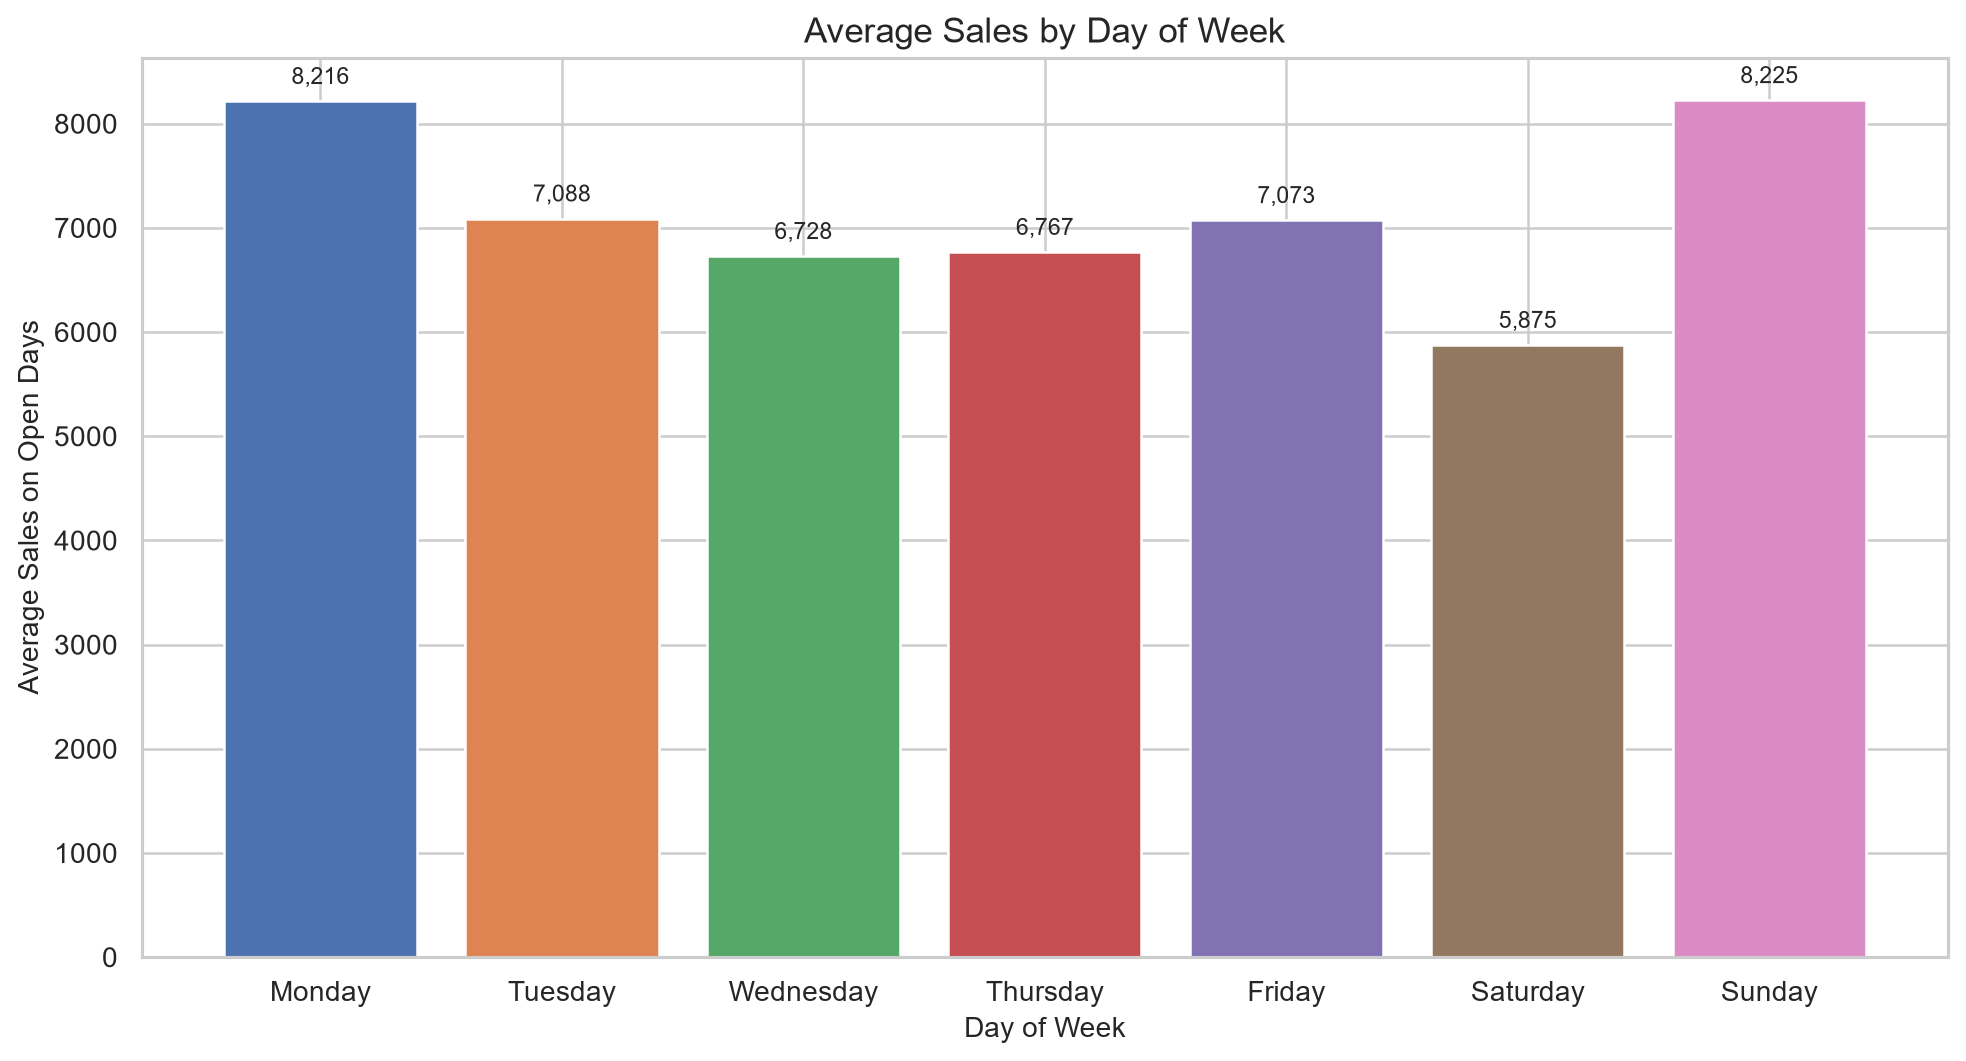 Average Sales by Day of Week
Average Sales on Open Days
8000
7000
6000
5000
4000
3000
2000
1000
0
8,216
7,088
6,728
6,767
7,073
5,875
8,225
Monday
Tuesday
Wednesday
Thursday
Friday
Saturday
Sunday
Day of Week